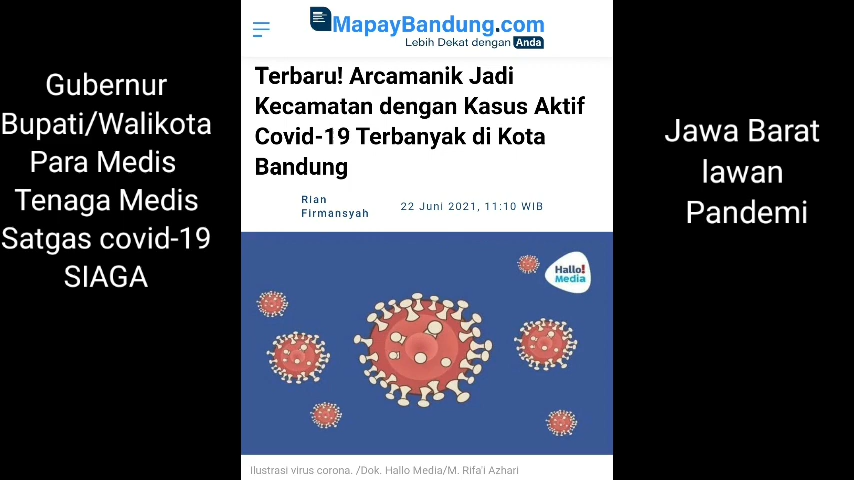 Gubernur
Bupati/Walikota
Para Medis
Tenaga Medis
Satgas covid-19
SIAGA
MapayBandung.com
Lebih Dekat dengan Anda
Terbaru! Arcamanik Jadi
Kecamatan dengan Kasus Aktif
Covid-19 Terbanyak di Kota
Bandung
Rian
Firmansyah
22 Juni 2021, 11:10 WIB
Hallo!
Media
Ilustrasi virus corona. /Dok. Hallo Media/M. Rifa'i Azhari
Jawa Barat
lawan
Pandemi